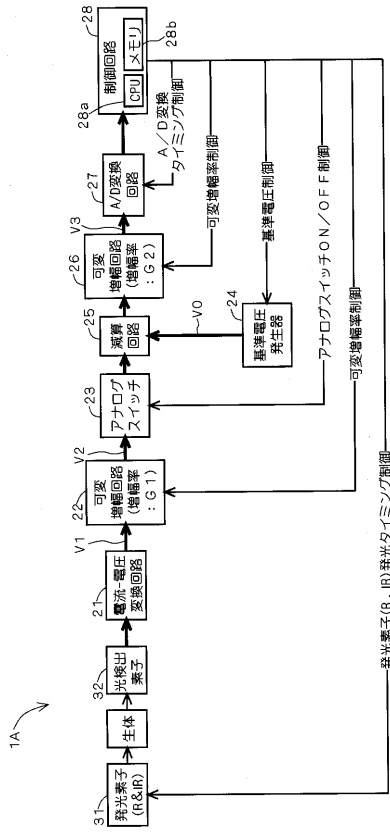 1A
31
発光素子
(R&IR)
生体
32
光検出
素子
21
電流-電圧
変換回路
V1
22
可変
増幅回路
(増幅率
:G1)
V2
23
アナログ
スイッチ
25
減算
回路
V0
24
基準電圧
発生器
26
可変
増幅回路
(増幅率
:G2)
V3
27
A/D変換
回路
28
制御回路
CPU
メモリ
28a
28b
A/D変換
タイミング制御
可変増幅率制御
基準電圧制御
アナログスイッチON/OFF制御
可変増幅率制御
発光素子(R,IR)発光タイミング制御